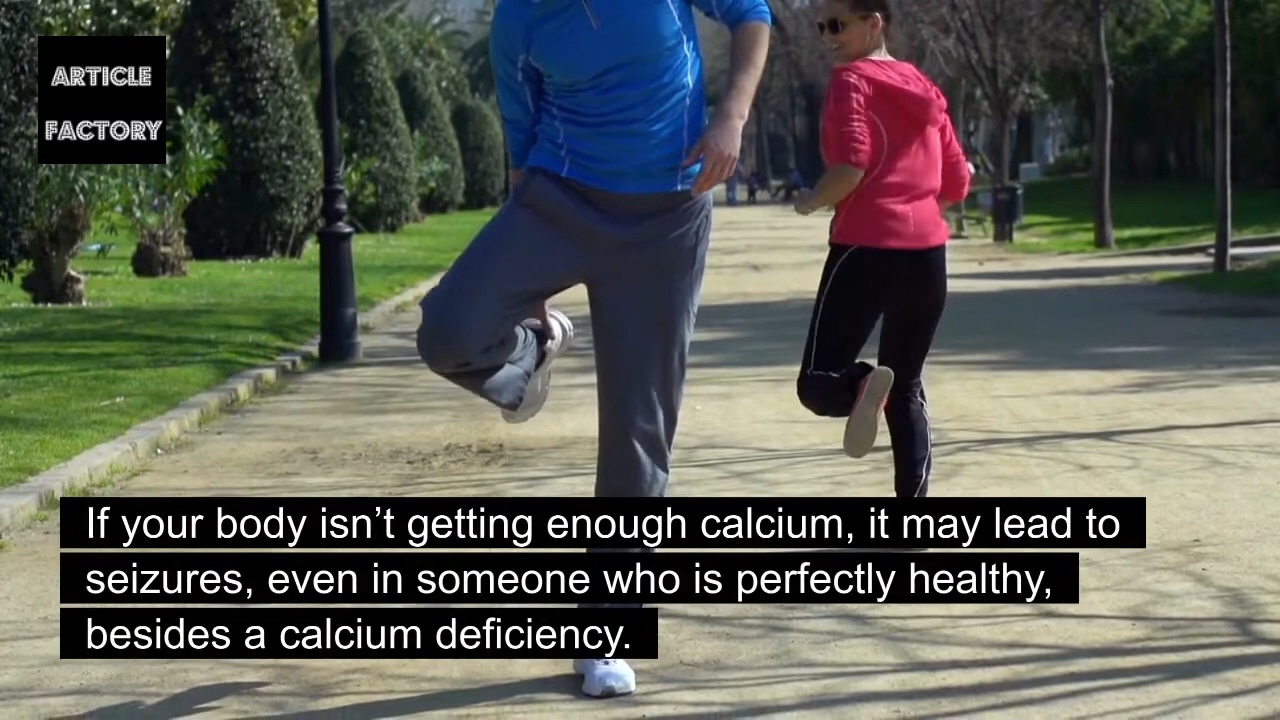 ARTICLE
FACTORY
If your body isn’t getting enough calcium, it may lead to
seizures, even in someone who is perfectly healthy,
besides a calcium deficiency.